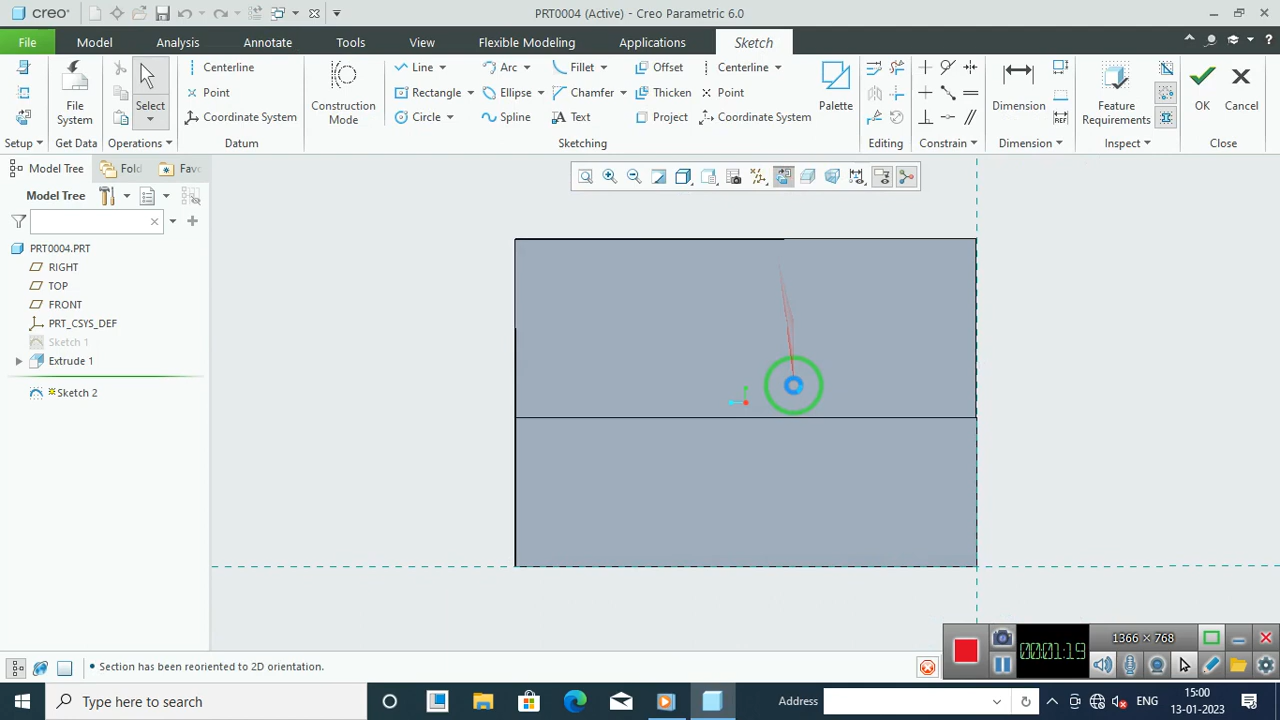 creo PRT0004 (Active) - Creo Parametric 6.0
File Model Analysis Annotate Tools View Flexible Modeling Applications Sketch
Centerline Line Arc Fillet Offset Centerline
Point Rectangle Ellipse Chamfer Thicken Point
Coordinate System Circle Spline Text Project Coordinate System
File System Select Construction Mode Palette Dimension Feature Requirements OK Cancel
Setup Get Data Operations Datum Sketching Editing Constrain Dimension Inspect Close
REF
Model Tree Fold Fav
Model Tree
PRT0004.PRT
RIGHT
TOP
FRONT
PRT_CSYS_DEF
Sketch 1
Extrude 1
Sketch 2
1366 × 768
00:01:19
• Section has been reoriented to 2D orientation.
Type here to search
Address
ENG
15:00
13-01-2023